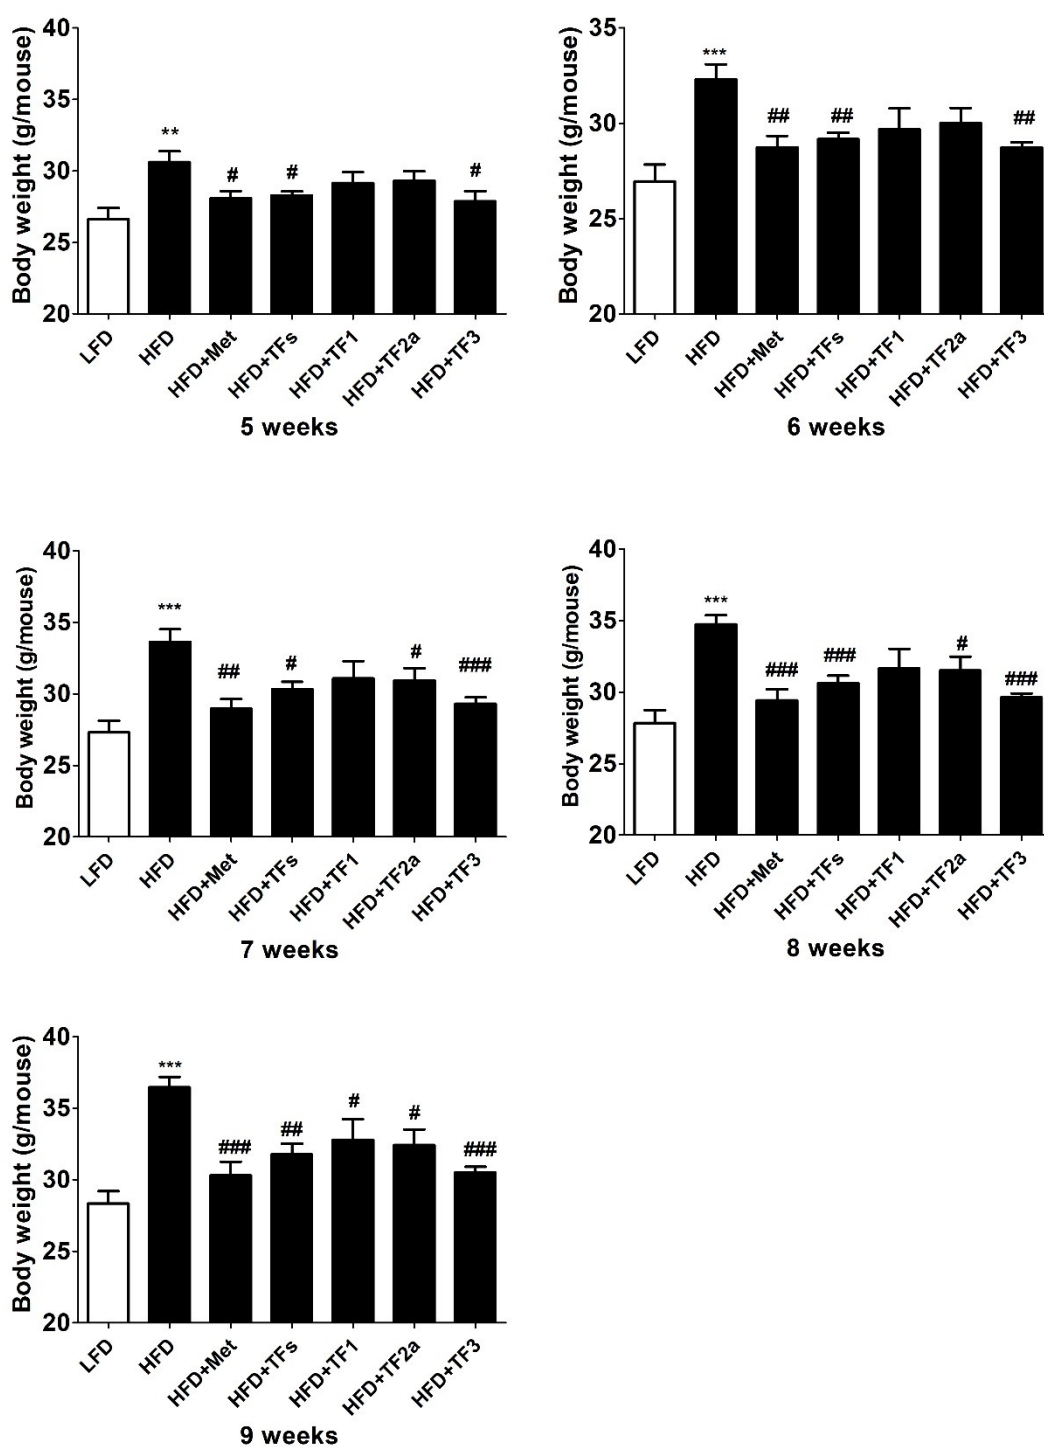 Body weight (g/mouse)
40
35
30
25
20
**
#
#
#
LFD
HFD
HFD+Met
HFD+TFs
HFD+TF1
HFD+TF2a
HFD+TF3
5 weeks
Body weight (g/mouse)
35
30
25
20
***
##
##
##
LFD
HFD
HFD+Met
HFD+TFs
HFD+TF1
HFD+TF2a
HFD+TF3
6 weeks
Body weight (g/mouse)
40
35
30
25
20
***
##
#
#
###
LFD
HFD
HFD+Met
HFD+TFs
HFD+TF1
HFD+TF2a
HFD+TF3
7 weeks
Body weight (g/mouse)
40
35
30
25
20
***
###
###
#
###
LFD
HFD
HFD+Met
HFD+TFs
HFD+TF1
HFD+TF2a
HFD+TF3
8 weeks
Body weight (g/mouse)
40
35
30
25
20
***
###
##
#
#
###
LFD
HFD
HFD+Met
HFD+TFs
HFD+TF1
HFD+TF2a
HFD+TF3
9 weeks